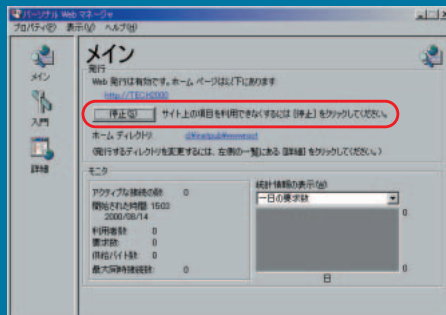 パーソナル Web マネージャ
プロパティ(P) 表示(V) ヘルプ(H)
メイン
発行
Web 発行は有効です。ホーム ページは以下にあります
http://TECH2000
停止(S) サイト上の項目を利用できなくするには [停止] をクリックしてください。
ホーム ディレクトリ
(発行するディレクトリを変更するには、左側の一覧にある [詳細] をクリックしてください。)
メイン
入門
詳細
モニタ
アクティブな接続の数: 0
開始された時間: 15:03
2000/08/14
利用者数: 0
要求数: 0
供給バイト数: 0
最大同時接続数: 0
統計情報の表示(W)
一日の要求数
0
0
日